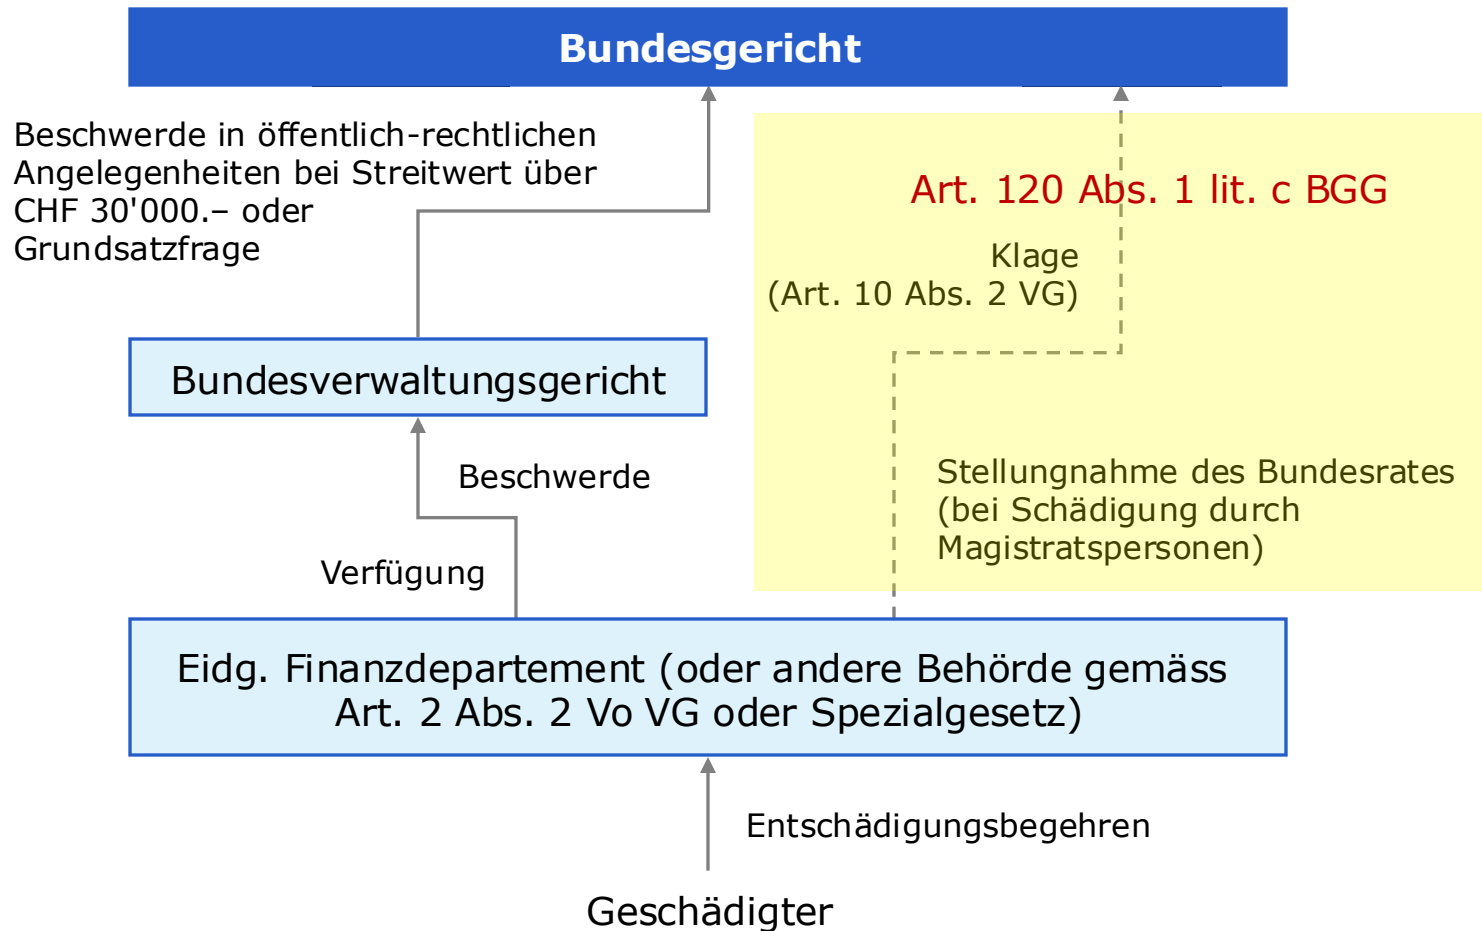 Bundesgericht
Beschwerde in öffentlich-rechtlichen
Angelegenheiten bei Streitwert über
CHF 30'000.– oder
Grundsatzfrage
Art. 120 Abs. 1 lit. c BGG
Klage
(Art. 10 Abs. 2 VG)
Bundesverwaltungsgericht
Beschwerde
Stellungnahme des Bundesrates
(bei Schädigung durch
Magistratspersonen)
Verfügung
Eidg. Finanzdepartement (oder andere Behörde gemäss
Art. 2 Abs. 2 Vo VG oder Spezialgesetz)
Entschädigungsbegehren
Geschädigter